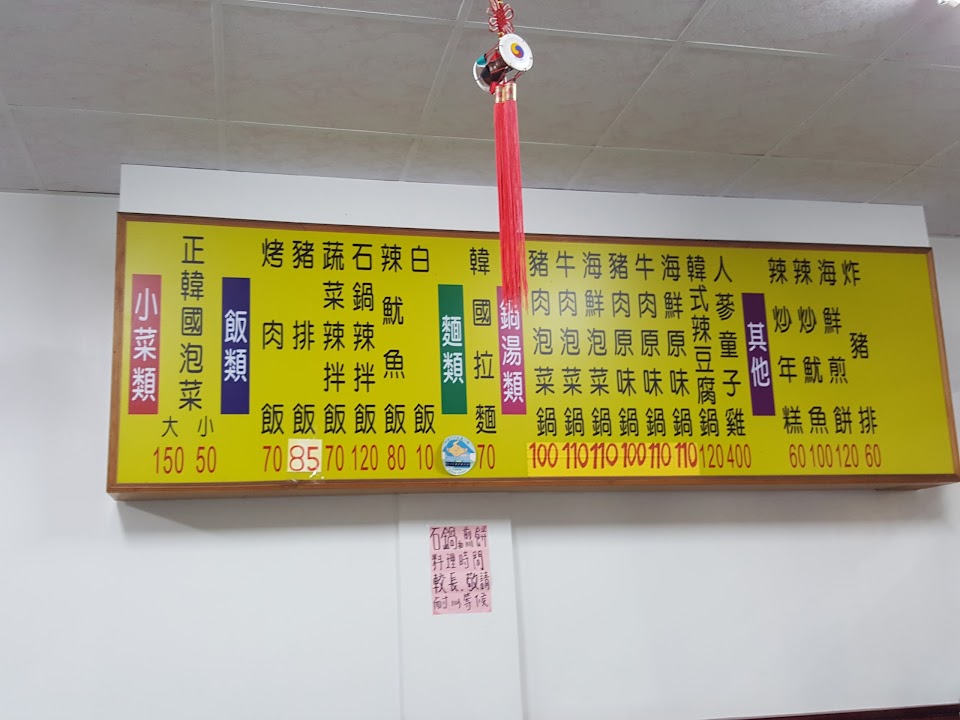 小菜類
正韓國泡菜
大 小
150 50
飯類
烤肉飯 70
豬排飯 85
蔬菜辣拌飯 70
石鍋辣拌飯 120
辣魷魚飯 80
白飯 10
麵類
韓國拉麵 70
鍋湯類
豬肉泡菜鍋 100
牛肉泡菜鍋 110
海鮮泡菜鍋 110
豬肉原味鍋 100
牛肉原味鍋 110
海鮮原味鍋 110
韓式辣豆腐鍋 120
人蔘童子雞 400
其他
辣炒年糕 60
辣炒魷魚 100
海鮮煎餅 120
炸豬排 60
石鍋.煎餅
料理時間
較長.敬請
耐心等候